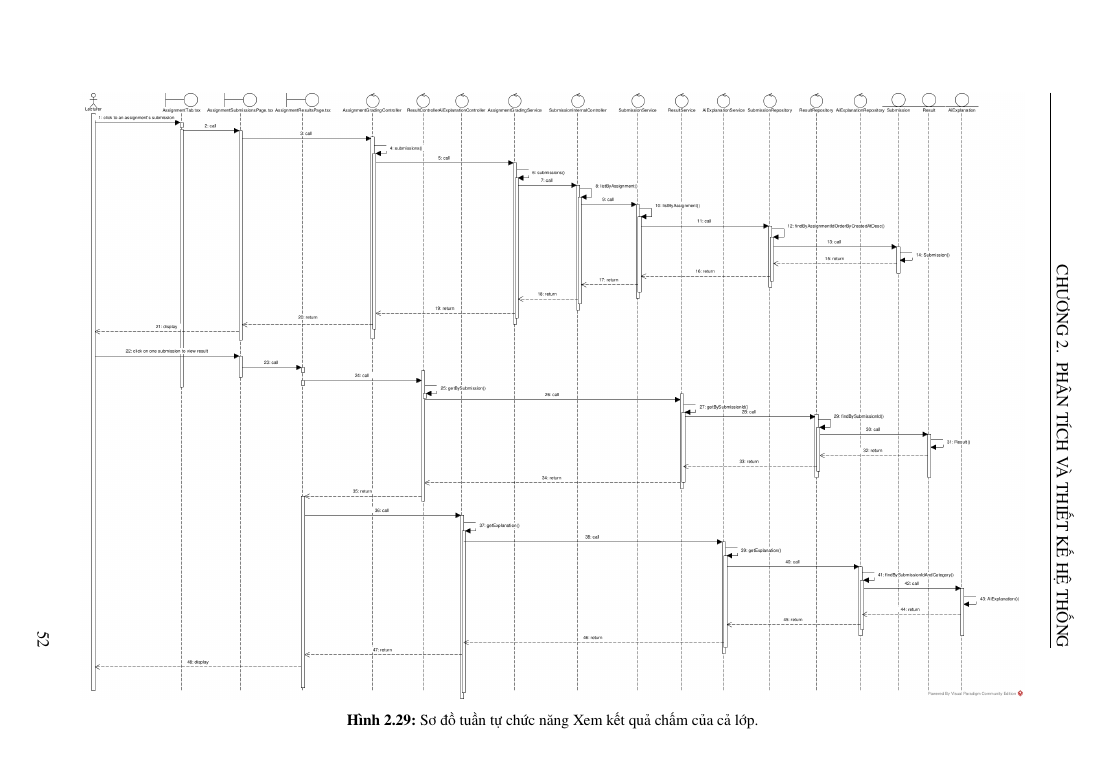 CHƯƠNG 2. PHÂN TÍCH VÀ THIẾT KẾ HỆ THỐNG
Lecturer
AssignmentTab.tsx
AssignmentSubmissionsPage.tsx
AssignmentResultsPage.tsx
AssignmentGradingController
ResultController
AIExplanationController
AssignmentGradingService
SubmissionInternalController
SubmissionService
ResultService
AIExplanationService
SubmissionRepository
ResultRepository
AIExplanationRepository
Submission
Result
AIExplanation
1: click to an assignment's submission
2: call
3: call
4: submissions()
5: call
6: submissions()
7: call
8: listByAssignment()
9: call
10: listByAssignment()
11: call
12: findByAssignmentIdOrderByCreatedAtDesc()
13: call
14: Submission()
15: return
16: return
17: return
18: return
19: return
20: return
21: display
22: click on one submission to view result
23: call
24: call
25: getBySubmission()
26: call
27: getBySubmissionId()
28: call
29: findBySubmissionId()
30: call
31: Result()
32: return
33: return
34: return
35: return
36: call
37: getExplanation()
38: call
39: getExplanation()
40: call
41: findBySubmissionIdAndCategory()
42: call
43: AIExplanation()
44: return
45: return
46: return
47: return
48: display
Powered By Visual Paradigm Community Edition
Hình 2.29: Sơ đồ tuần tự chức năng Xem kết quả chấm của cả lớp.
52